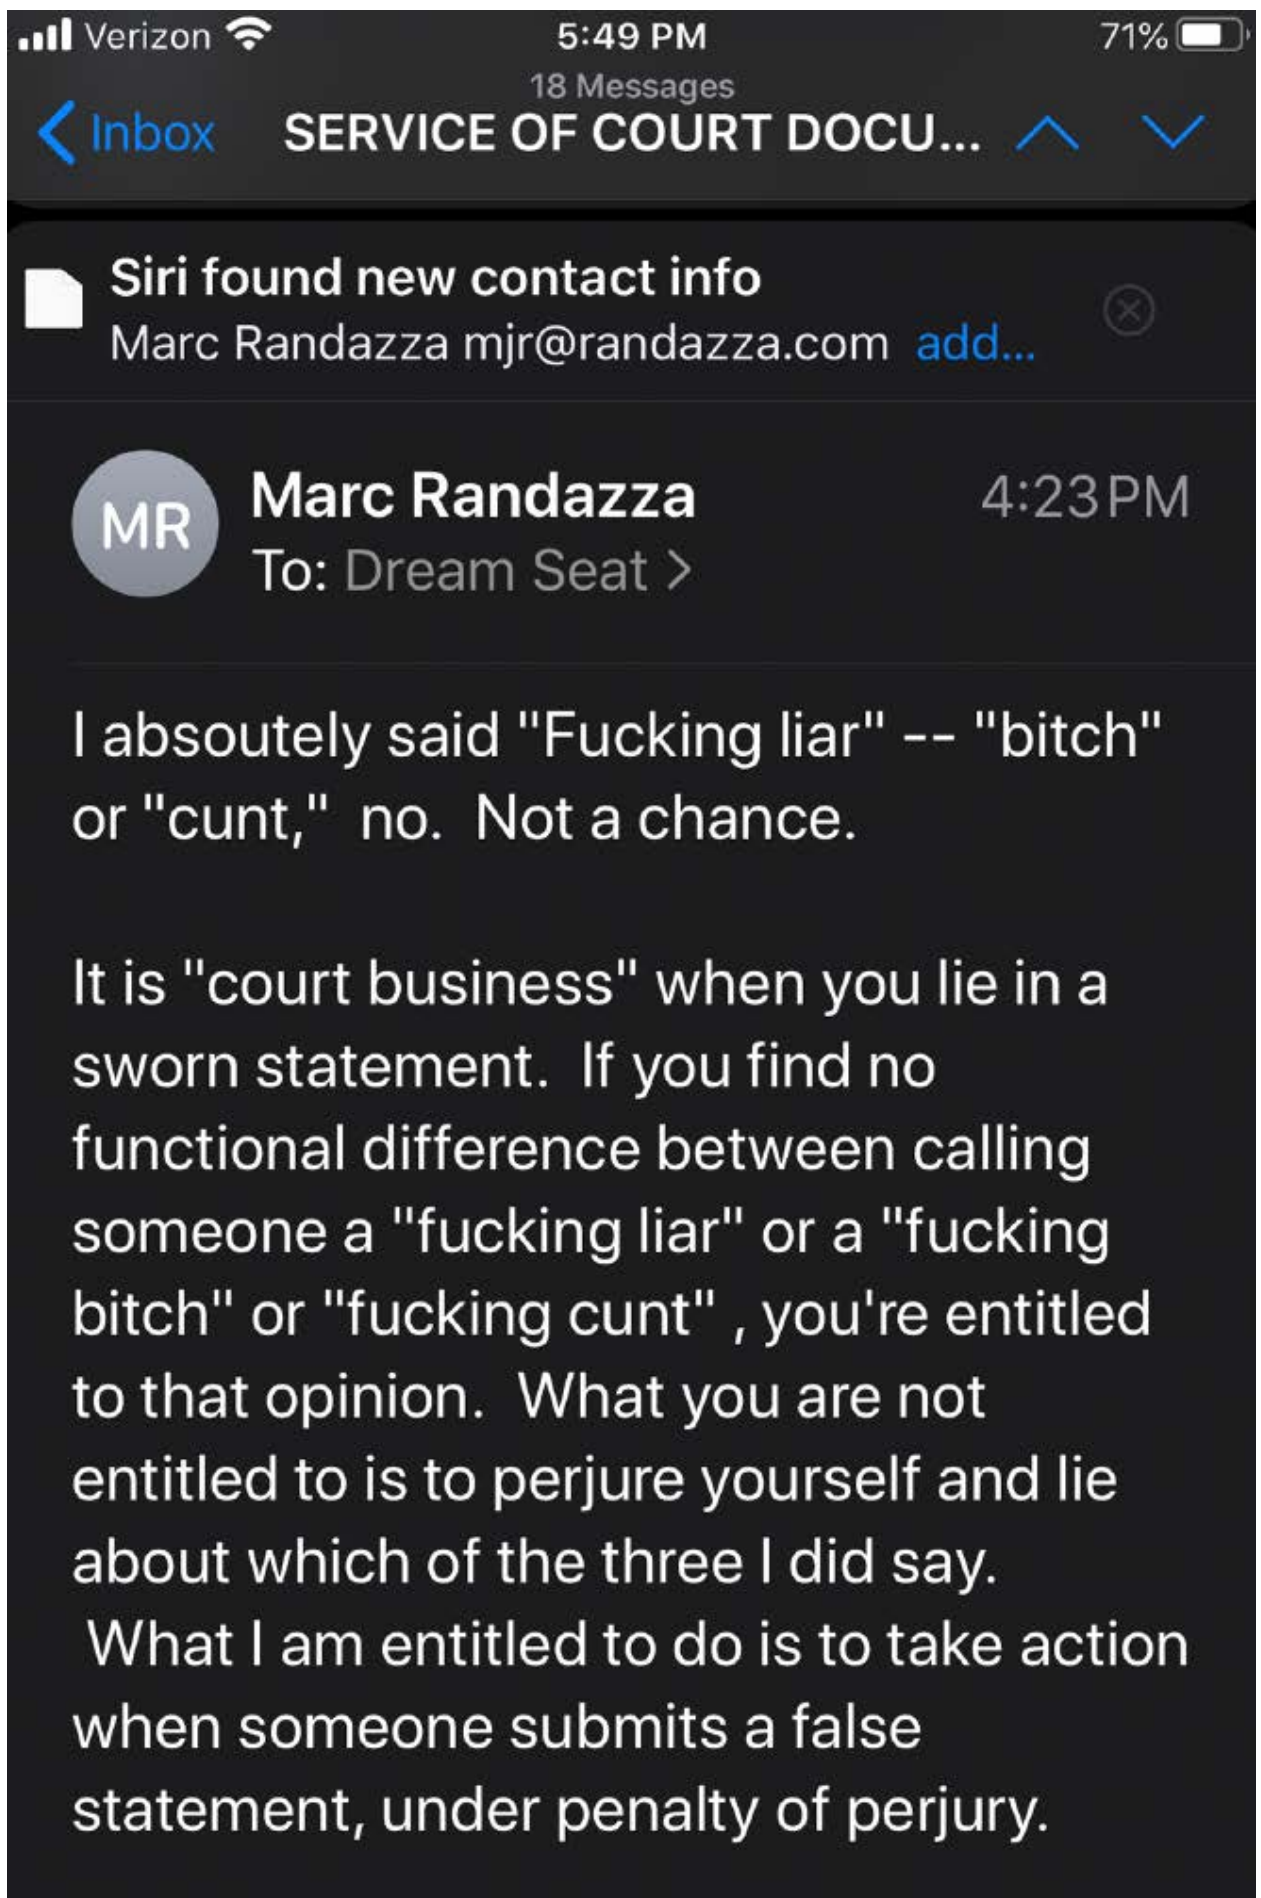 Verizon 5:49 PM 71%
18 Messages
Inbox SERVICE OF COURT DOCU...
Siri found new contact info
Marc Randazza mjr@randazza.com add...
MR Marc Randazza 4:23 PM
To: Dream Seat >
I absoutely said "Fucking liar" -- "bitch"
or "cunt,"  no.  Not a chance.
It is "court business" when you lie in a
sworn statement.  If you find no
functional difference between calling
someone a "fucking liar" or a "fucking
bitch" or "fucking cunt" , you're entitled
to that opinion.  What you are not
entitled to is to perjure yourself and lie
about which of the three I did say.
What I am entitled to do is to take action
when someone submits a false
statement, under penalty of perjury.